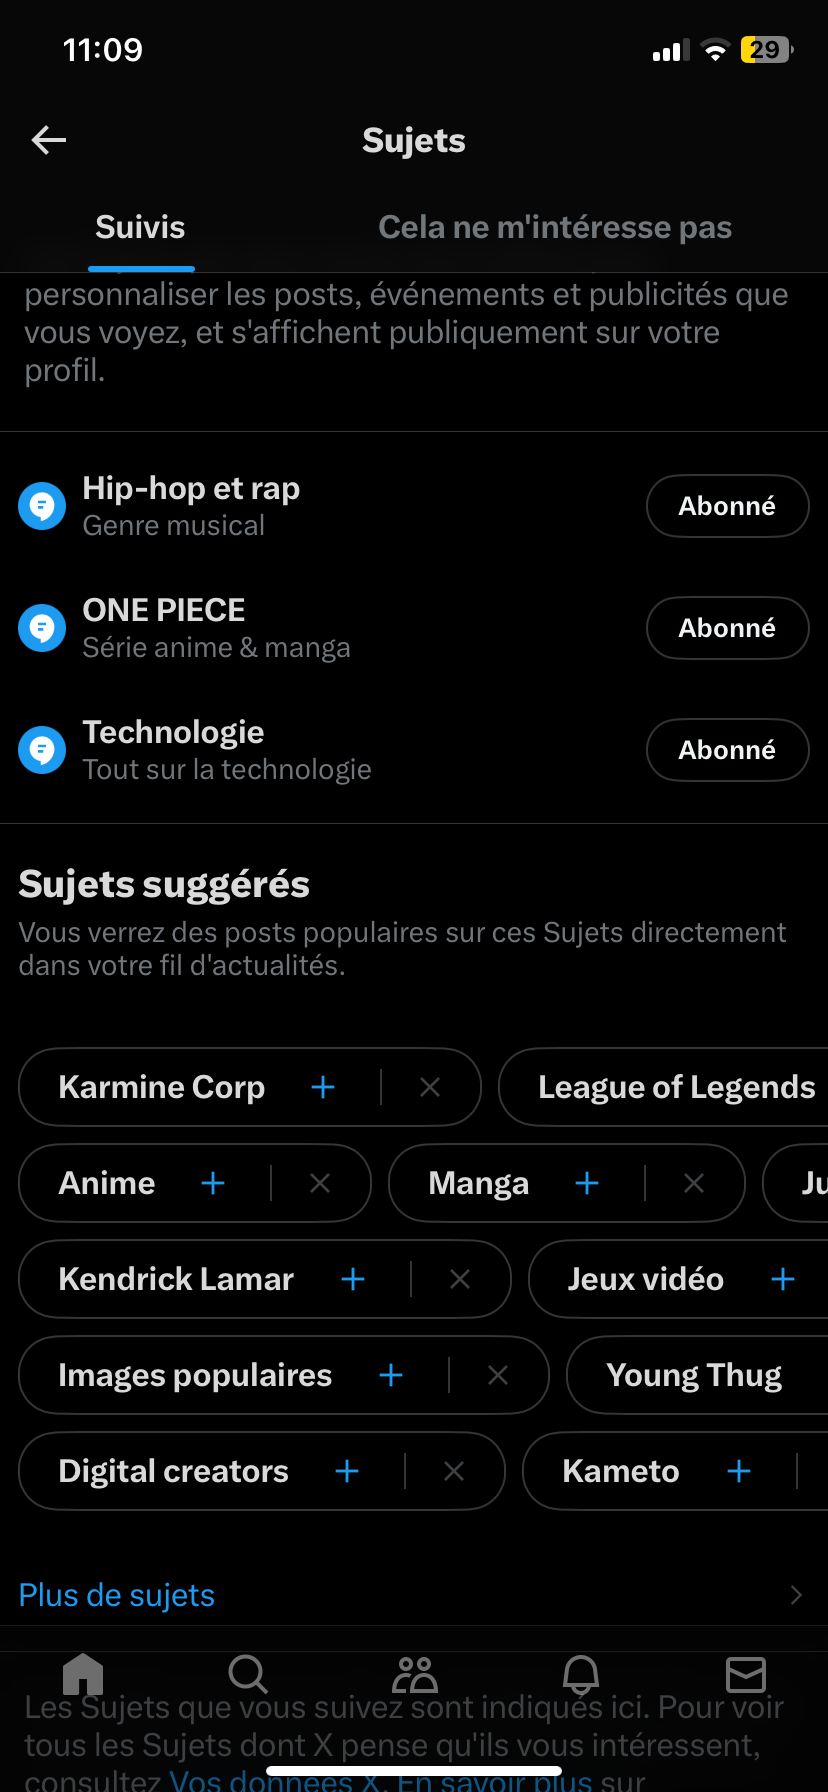 11:09
29
Sujets
Suivis
Cela ne m'intéresse pas
personnaliser les posts, événements et publicités que
vous voyez, et s'affichent publiquement sur votre
profil.
Hip-hop et rap
Genre musical
Abonné
ONE PIECE
Série anime & manga
Abonné
Technologie
Tout sur la technologie
Abonné
Sujets suggérés
Vous verrez des posts populaires sur ces Sujets directement
dans votre fil d'actualités.
Karmine Corp
League of Legends
Anime
Manga
Kendrick Lamar
Jeux vidéo
Images populaires
Young Thug
Digital creators
Kameto
Plus de sujets
Les Sujets que vous suivez sont indiqués ici. Pour voir
tous les Sujets dont X pense qu'ils vous intéressent,
consultez Vos données X. En savoir plus sur